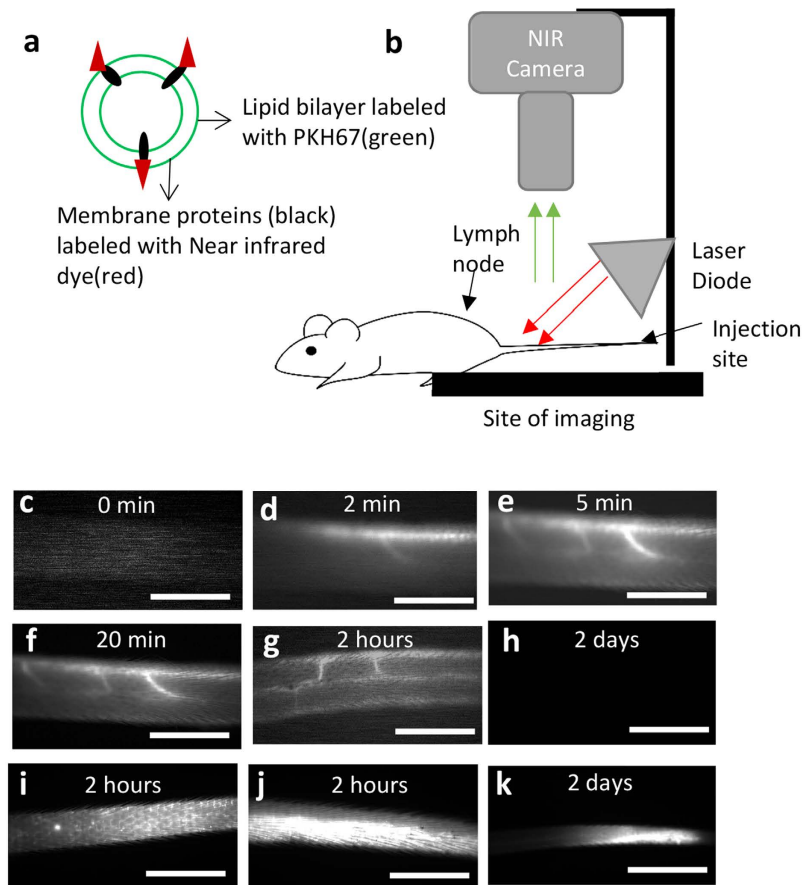 a
Lipid bilayer labeled
with PKH67(green)
Membrane proteins (black)
labeled with Near infrared
dye(red)
b
NIR
Camera
Lymph
node
Laser
Diode
Injection
site
Site of imaging
c 0 min
d 2 min
e 5 min
f 20 min
g 2 hours
h 2 days
i 2 hours
j 2 hours
k 2 days